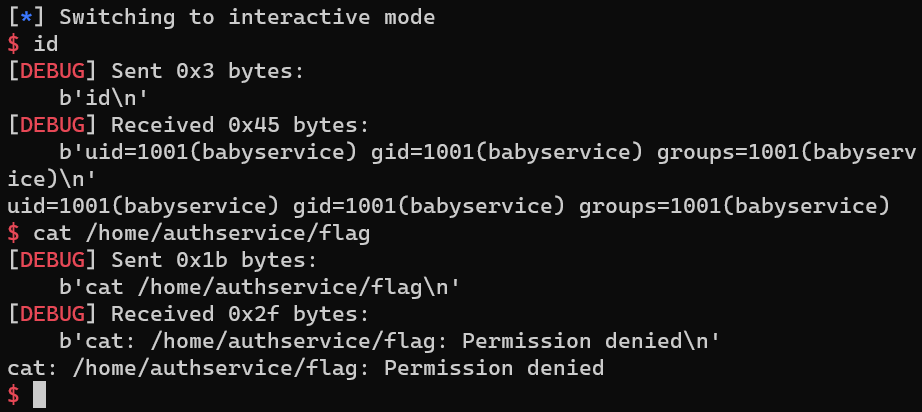 [*] Switching to interactive mode
$ id
[DEBUG] Sent 0x3 bytes:
    b'id\n'
[DEBUG] Received 0x45 bytes:
    b'uid=1001(babyservice) gid=1001(babyservice) groups=1001(babyserv
ice)\n'
uid=1001(babyservice) gid=1001(babyservice) groups=1001(babyservice)
$ cat /home/authservice/flag
[DEBUG] Sent 0x1b bytes:
    b'cat /home/authservice/flag\n'
[DEBUG] Received 0x2f bytes:
    b'cat: /home/authservice/flag: Permission denied\n'
cat: /home/authservice/flag: Permission denied
$